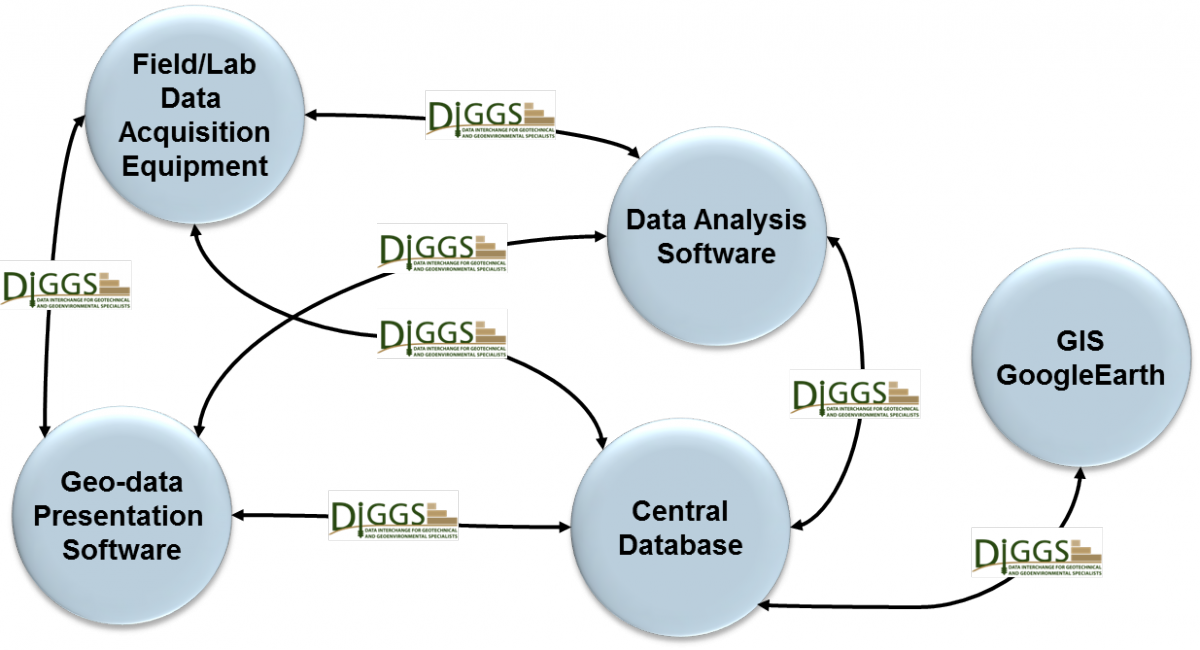 Field/Lab
Data
Acquisition
Equipment
DIGGS
DATA INTERCHANGE FOR GEOTECHNICAL
AND GEOENVIRONMENTAL SPECIALISTS
Data Analysis
Software
DIGGS
DATA INTERCHANGE FOR GEOTECHNICAL
AND GEOENVIRONMENTAL SPECIALISTS
DIGGS
DATA INTERCHANGE FOR GEOTECHNICAL
AND GEOENVIRONMENTAL SPECIALISTS
DIGGS
DATA INTERCHANGE FOR GEOTECHNICAL
AND GEOENVIRONMENTAL SPECIALISTS
GIS
GoogleEarth
DIGGS
DATA INTERCHANGE FOR GEOTECHNICAL
AND GEOENVIRONMENTAL SPECIALISTS
Geo-data
Presentation
Software
DIGGS
DATA INTERCHANGE FOR GEOTECHNICAL
AND GEOENVIRONMENTAL SPECIALISTS
Central
Database
DIGGS
DATA INTERCHANGE FOR GEOTECHNICAL
AND GEOENVIRONMENTAL SPECIALISTS